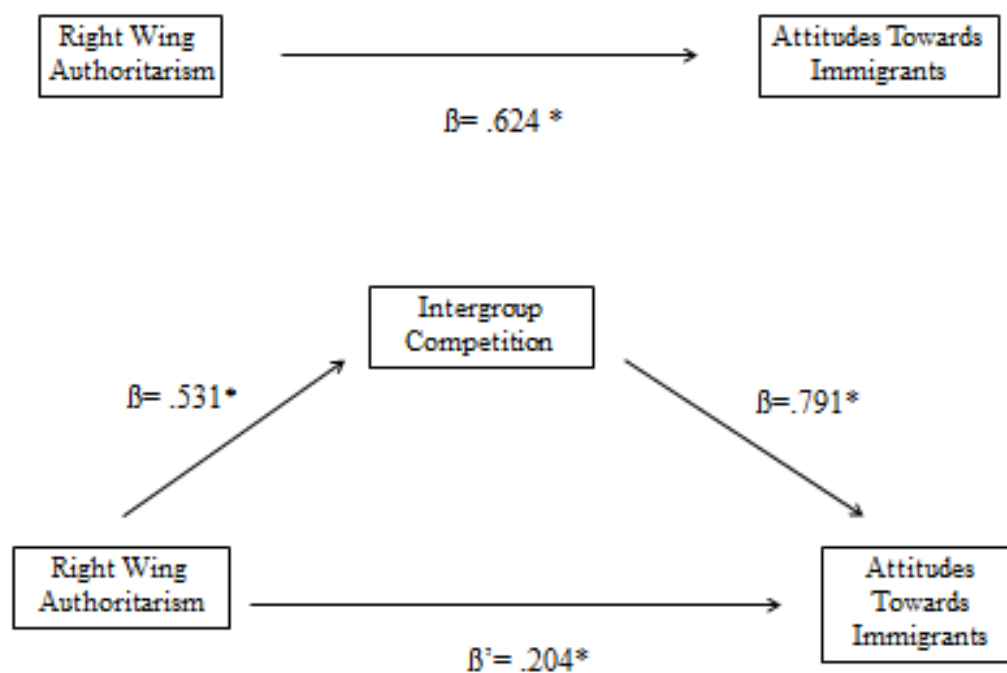 Right Wing
Authoritarism
Attitudes Towards
Immigrants
ß= .624 *
Intergroup
Competition
ß= .531*
ß=.791*
Right Wing
Authoritarism
Attitudes
Towards
Immigrants
ß’= .204*